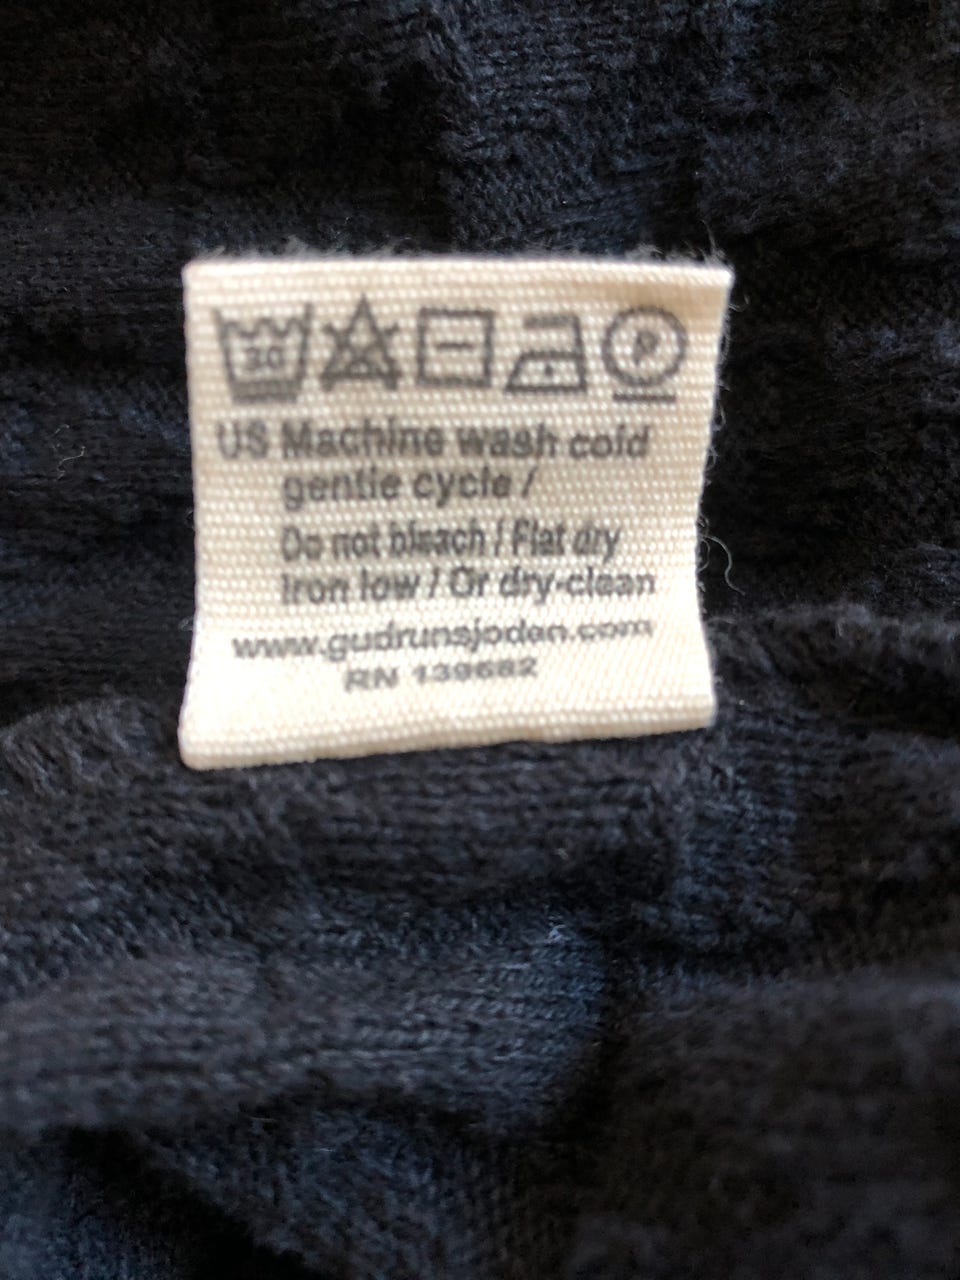 30 P
US Machine wash cold
gentle cycle /
Do not bleach / Flat dry
Iron low / Or dry-clean
www.gudrunsjoden.com
RN 139682